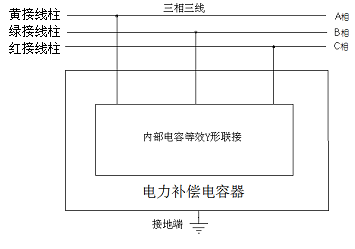 黄接线柱
三相三线
A相
绿接线柱
B相
红接线柱
C相
内部电容等效Y形联接
电力补偿电容器
接地端